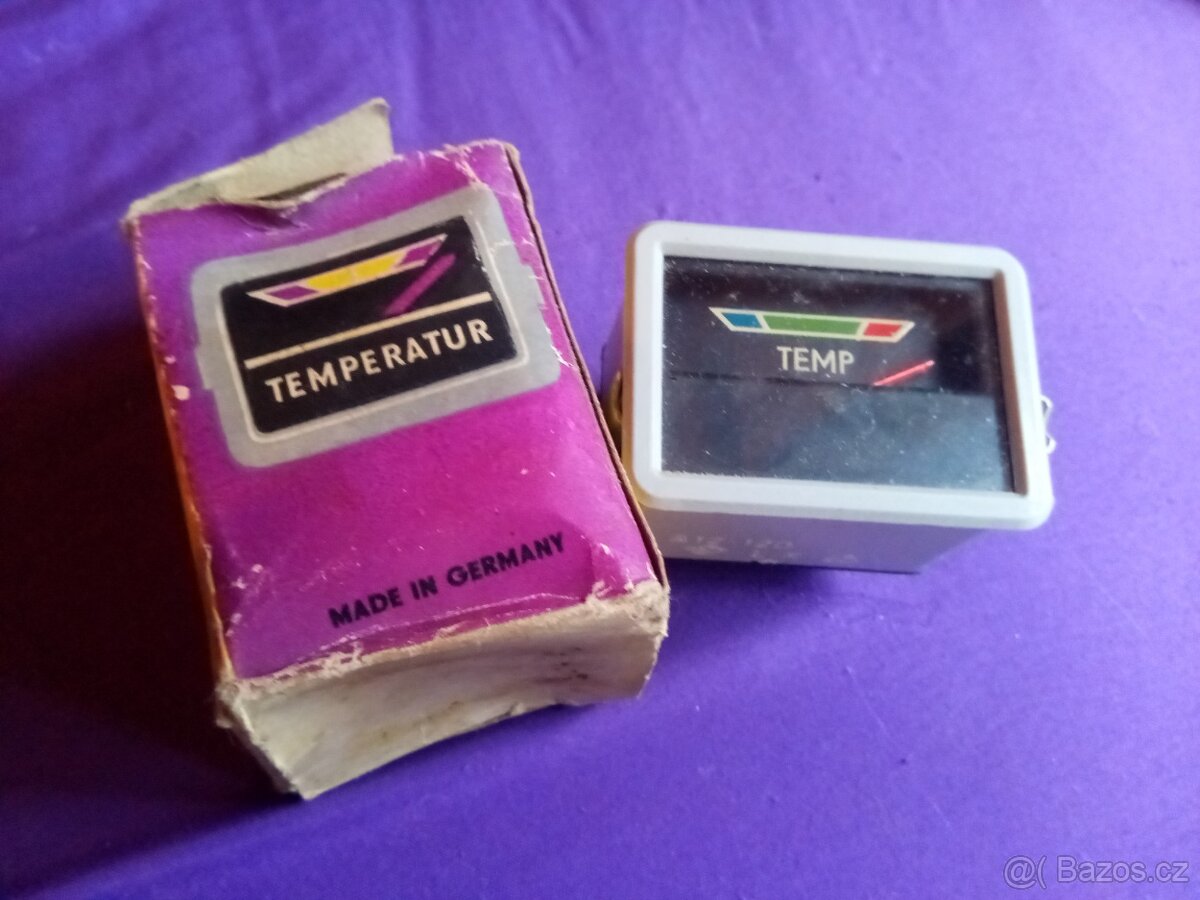 TEMPERATUR
MADE IN GERMANY
TEMP
@( Bazos.cz